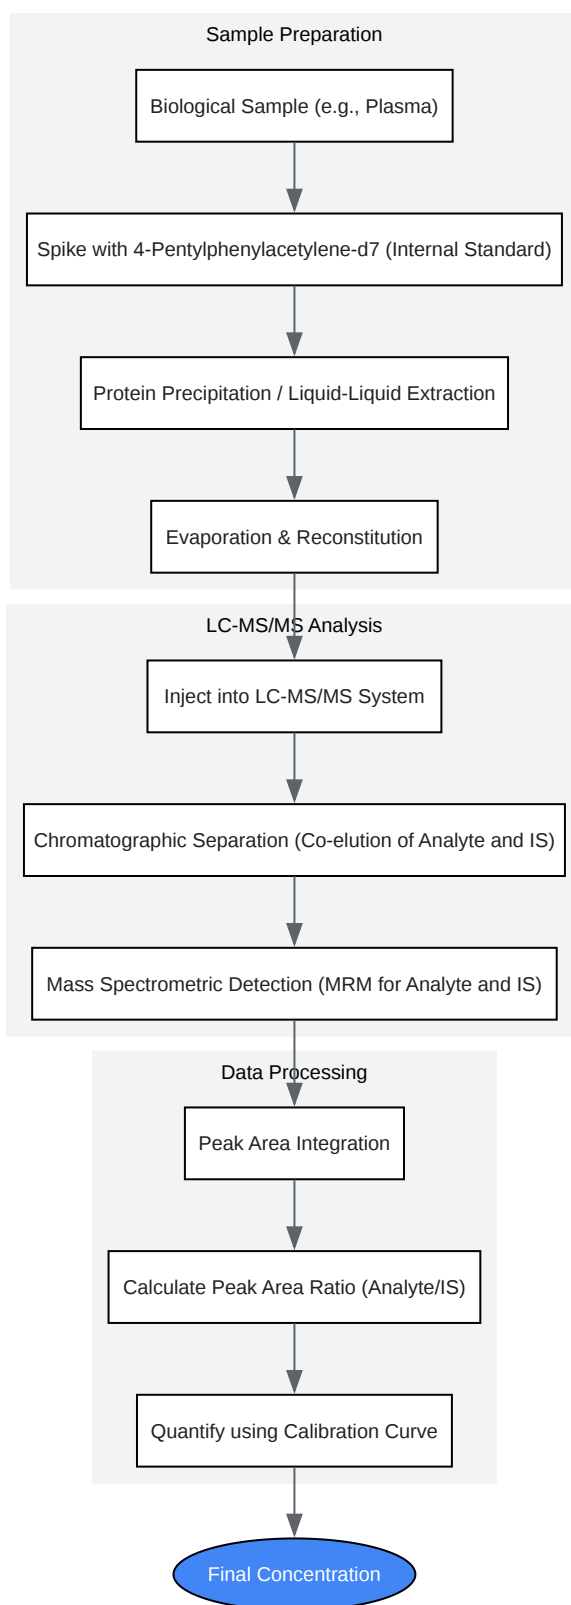 Sample Preparation
Biological Sample (e.g., Plasma)
Spike with 4-Pentylphenylacetylene-d7 (Internal Standard)
Protein Precipitation / Liquid-Liquid Extraction
Evaporation & Reconstitution
LC-MS/MS Analysis
Inject into LC-MS/MS System
Chromatographic Separation (Co-elution of Analyte and IS)
Mass Spectrometric Detection (MRM for Analyte and IS)
Data Processing
Peak Area Integration
Calculate Peak Area Ratio (Analyte/IS)
Quantify using Calibration Curve
Final Concentration